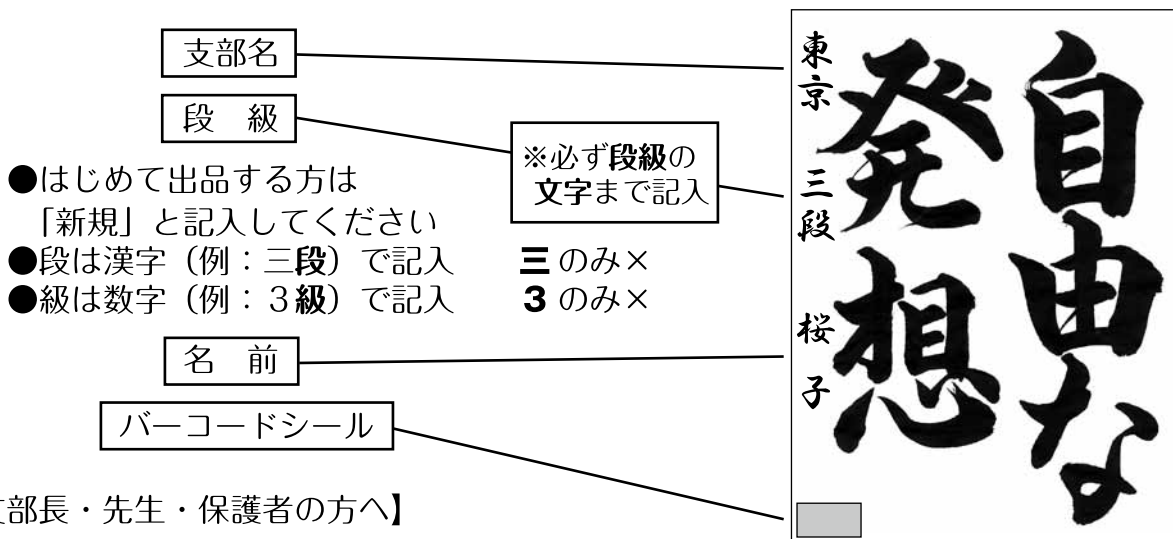 支部名
段　級
※必ず段級の
文字まで記入
●はじめて出品する方は
「新規」と記入してください
●段は漢字（例：三段）で記入　三のみ×
●級は数字（例：３級）で記入　３のみ×
名　前
バーコードシール
部長・先生・保護者の方へ】
自由な
発想
東京　三段　桜子